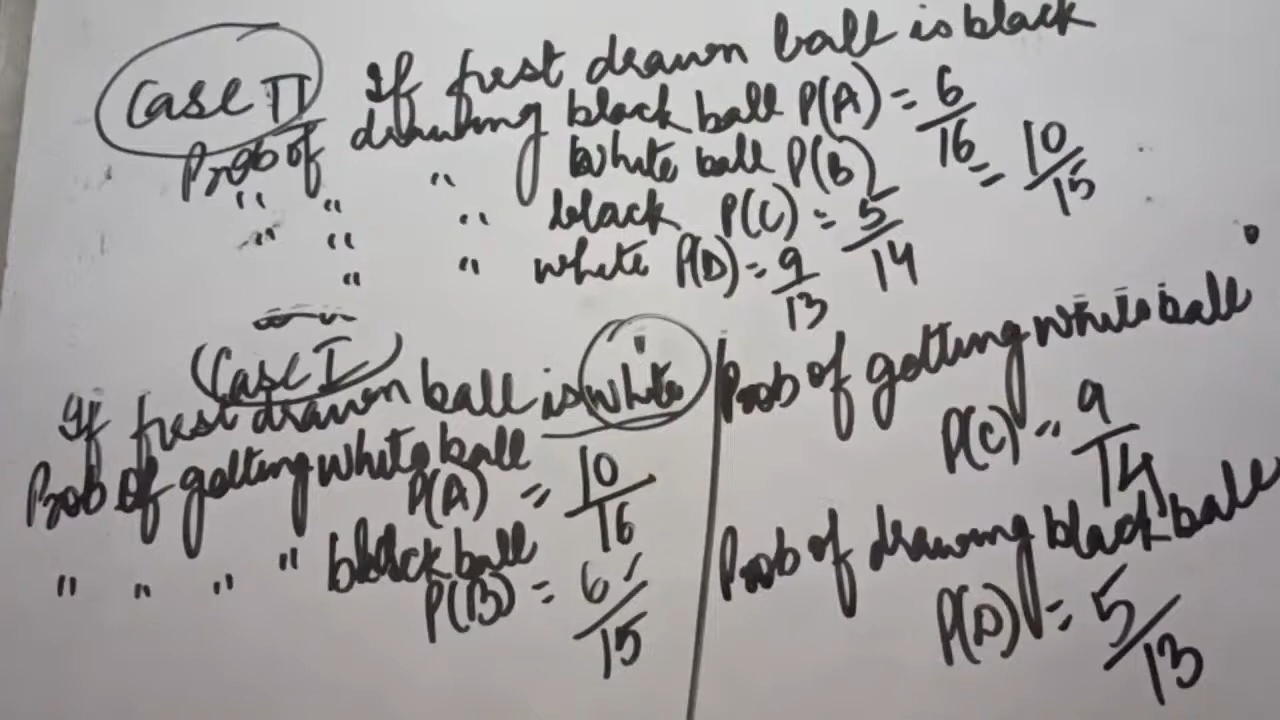 Case II If frest drawn ball is black
Prob of drawing black ball P(A) = 6/16
" " " White ball P(B) = 10/15
" " " black P(C) = 5/14
" " white P(D) = 9/13
Case I
If frest drawn ball is white
Prob of getting white ball
P(A) = 10/16
" " " " black ball
P(B) = 6/15
Prob of getting white ball
P(C) = 9/14
Prob of drawing black ball
P(D) = 5/13